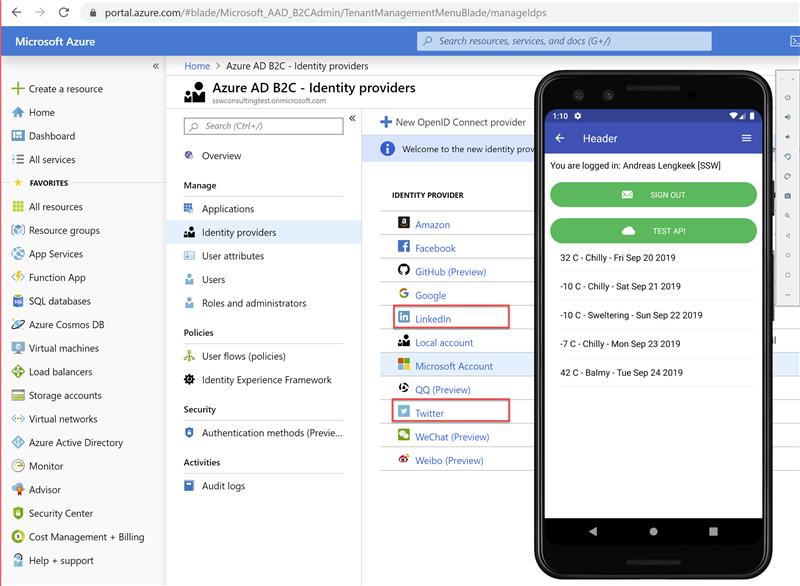 portal.azure.com/#blade/Microsoft_AAD_B2CAdmin/TenantManagementMenuBlade/manageIdps
Microsoft Azure
Search resources, services, and docs (G+/)
Create a resource
Home
Dashboard
All services
FAVORITES
All resources
Resource groups
App Services
Function App
SQL databases
Azure Cosmos DB
Virtual machines
Load balancers
Storage accounts
Virtual networks
Azure Active Directory
Monitor
Advisor
Security Center
Cost Management + Billing
Help + support
Home > Azure AD B2C - Identity providers
Azure AD B2C - Identity providers
sswconsultingtest.onmicrosoft.com
Search (Ctrl+/)
Overview
Manage
Applications
Identity providers
User attributes
Users
Roles and administrators
Policies
User flows (policies)
Identity Experience Framework
Security
Authentication methods (Previe...
Activities
Audit logs
New OpenID Connect provider
Welcome to the new identity prov
IDENTITY PROVIDER
Amazon
Facebook
GitHub (Preview)
Google
LinkedIn
Local account
Microsoft Account
QQ (Preview)
Twitter
WeChat (Preview)
Weibo (Preview)
1:10
Header
You are logged in: Andreas Lengkeek [SSW]
SIGN OUT
TEST API
32 C - Chilly - Fri Sep 20 2019
-10 C - Chilly - Sat Sep 21 2019
-10 C - Sweltering - Sun Sep 22 2019
-7 C - Chilly - Mon Sep 23 2019
42 C - Balmy - Tue Sep 24 2019